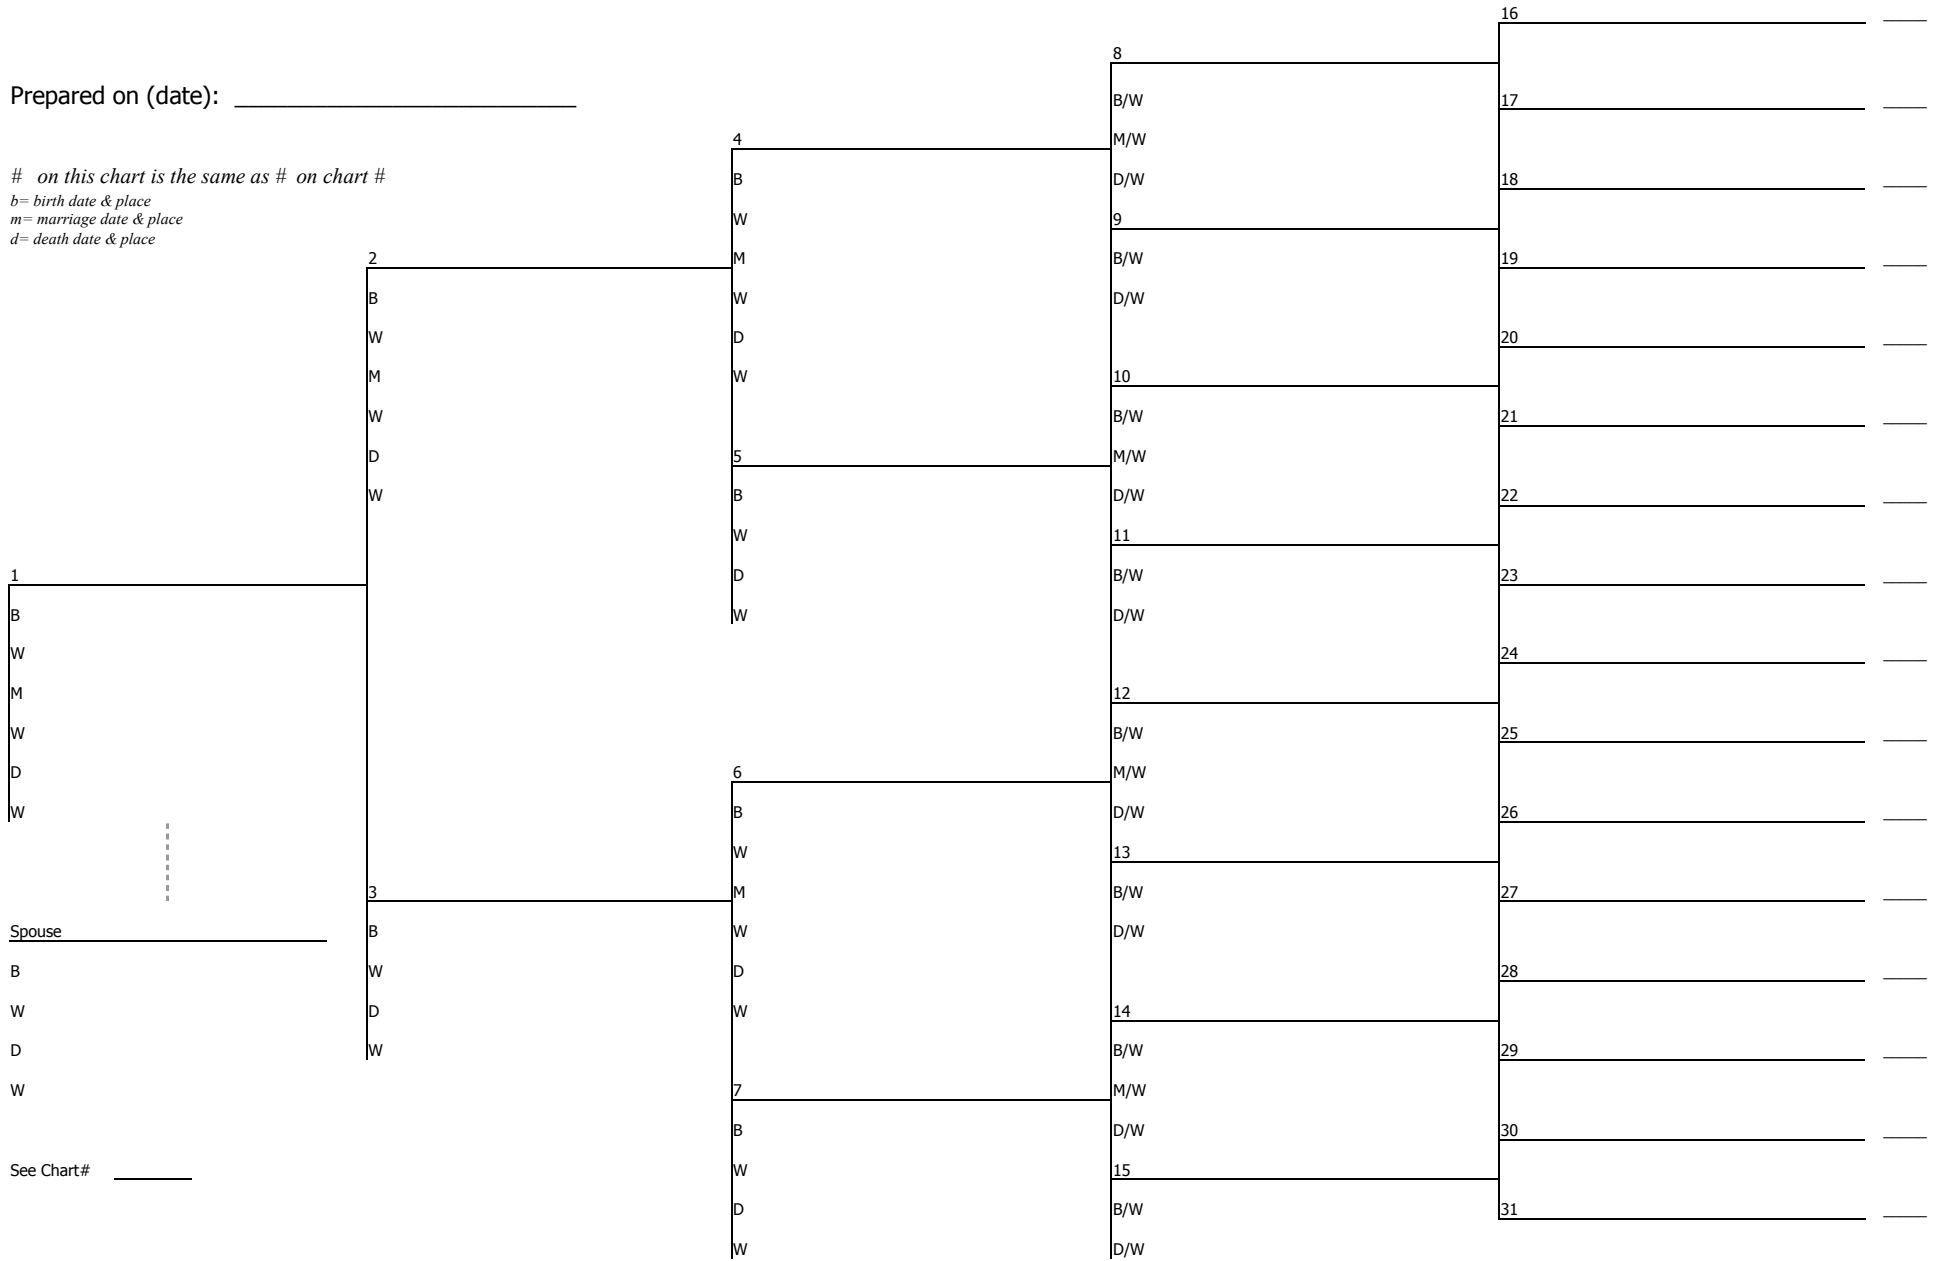 Prepared on (date): ____________________________
# on this chart is the same as # on chart #
b= birth date & place
m= marriage date & place
d= death date & place
1
B
W
M
W
D
W
Spouse
B
W
D
W
See Chart#
2
B
W
M
W
D
W
3
B
W
D
W
4
B
W
M
W
D
W
5
B
W
D
W
6
B
W
M
W
D
W
7
B
W
D
W
8
B/W
M/W
D/W
9
B/W
D/W
10
B/W
M/W
D/W
11
B/W
D/W
12
B/W
M/W
D/W
13
B/W
D/W
14
B/W
M/W
D/W
15
B/W
D/W
16
17
18
19
20
21
22
23
24
25
26
27
28
29
30
31